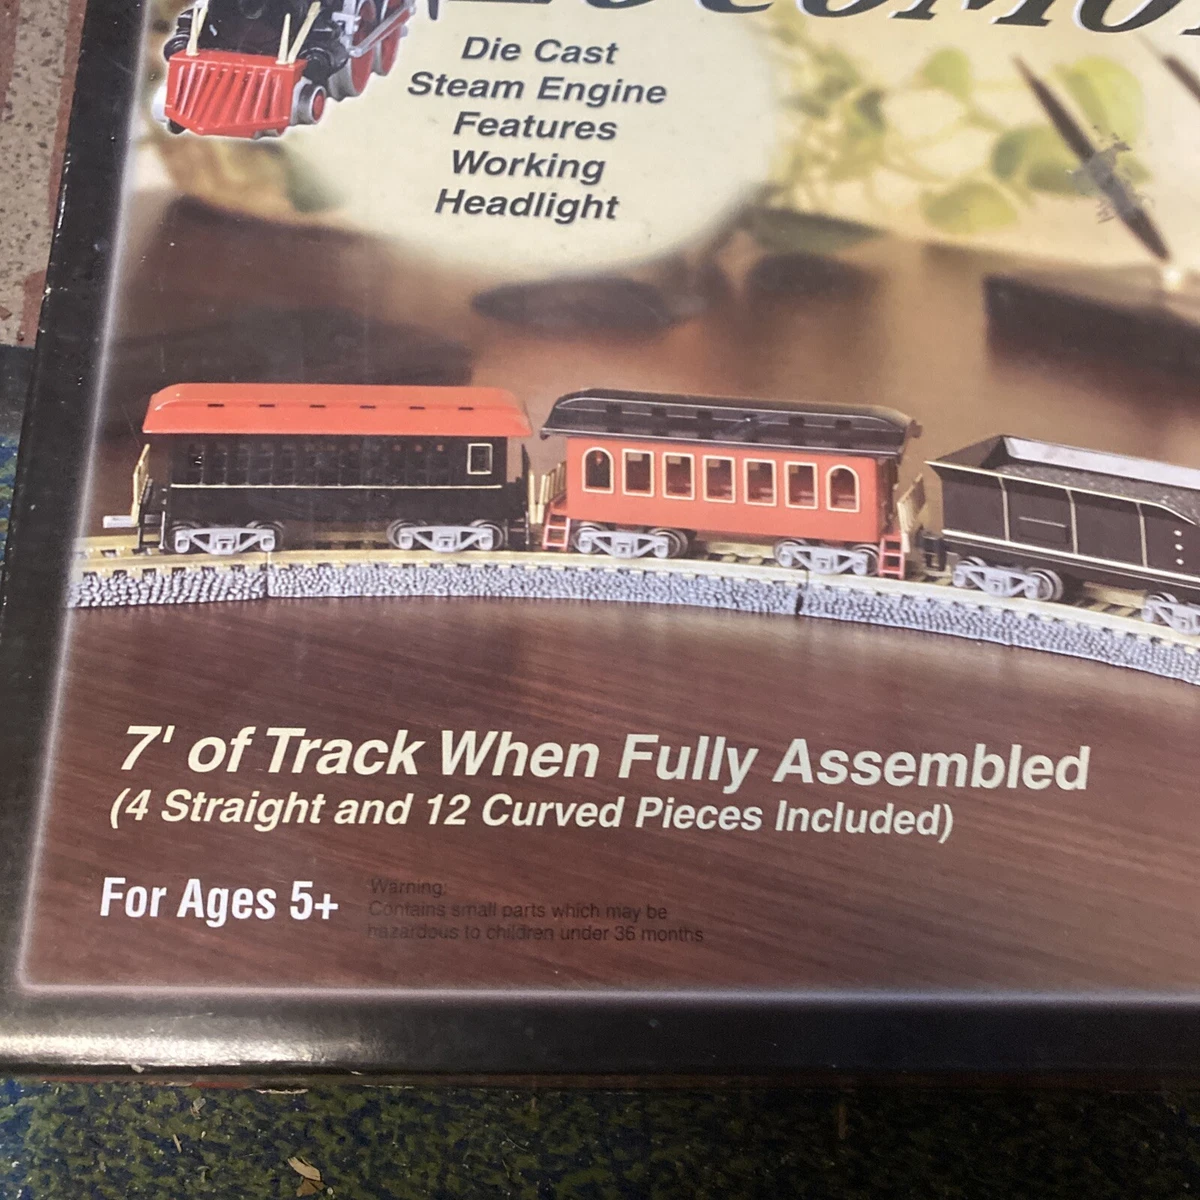 Die Cast
Steam Engine
Features
Working
Headlight
7' of Track When Fully Assembled
(4 Straight and 12 Curved Pieces Included)
For Ages 5+
Warning:
Contains small parts which may be
hazardous to children under 36 months